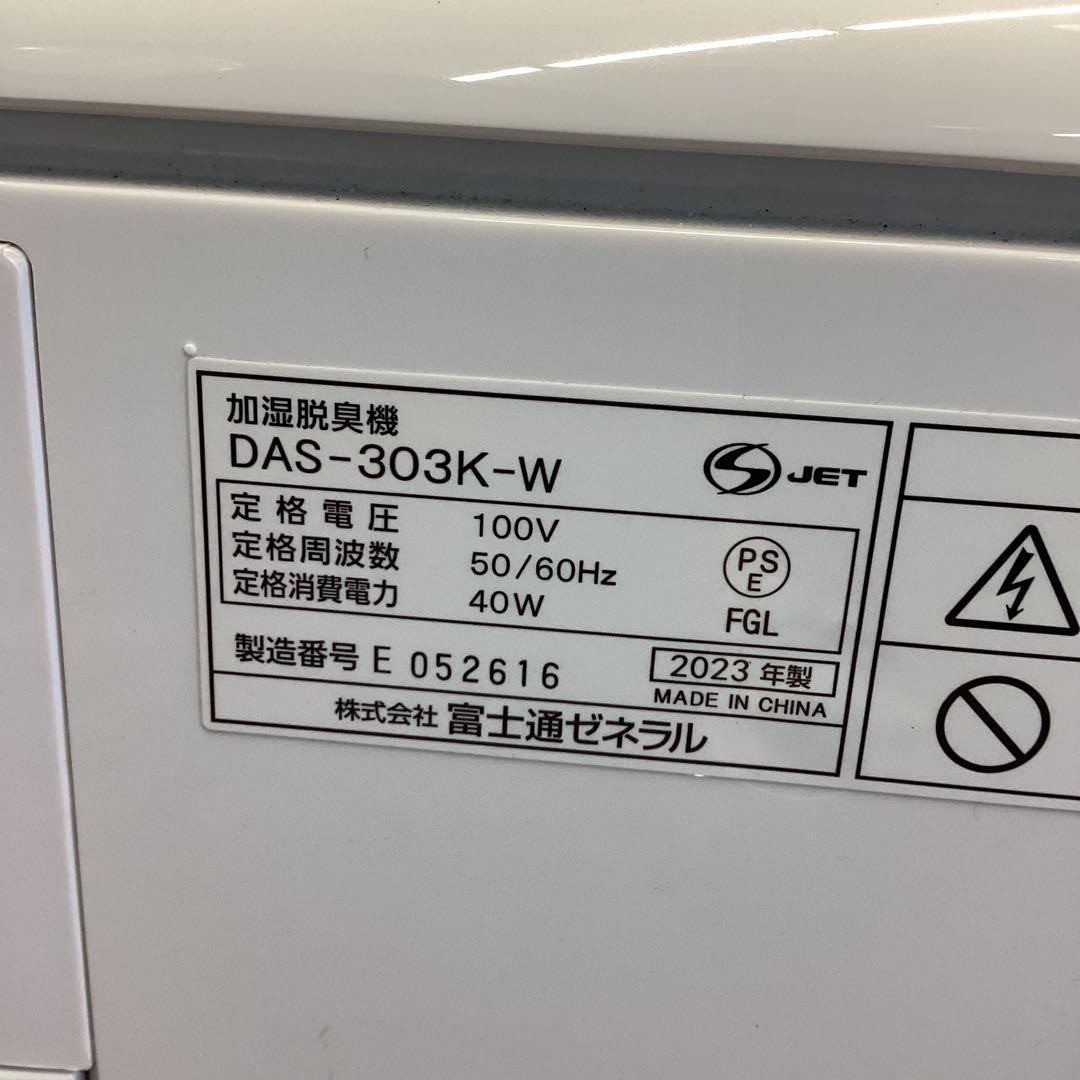 加湿脱臭機
DAS-303K-W
JET
定格電圧 100V
定格周波数 50/60Hz
定格消費電力 40W
PS
E
FGL
製造番号 E 052616
2023 年製
MADE IN CHINA
株式会社 富士通ゼネラル